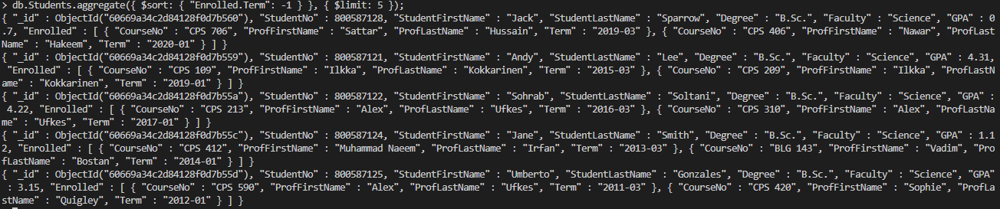 > db.Students.aggregate({ $sort: { "Enrolled.Term": -1 } }, { $limit: 5 });
{ "_id" : ObjectId("60669a34c2d84128f0d7b560"), "StudentNo" : 800587128, "StudentFirstName" : "Jack", "StudentLastName" : "Sparrow", "Degree" : "B.Sc.", "Faculty" : "Science", "GPA" : 0
.7, "Enrolled" : [ { "CourseNo" : "CPS 706", "ProfFirstName" : "Sattar", "ProfLastName" : "Hussain", "Term" : "2019-03" }, { "CourseNo" : "CPS 406", "ProfFirstName" : "Nawar", "ProfLast
Name" : "Hakeem", "Term" : "2020-01" } ] }
{ "_id" : ObjectId("60669a34c2d84128f0d7b559"), "StudentNo" : 800587121, "StudentFirstName" : "Andy", "StudentLastName" : "Lee", "Degree" : "B.Sc.", "Faculty" : "Science", "GPA" : 4.31,
"Enrolled" : [ { "CourseNo" : "CPS 109", "ProfFirstName" : "Ilkka", "ProfLastName" : "Kokkarinen", "Term" : "2015-03" }, { "CourseNo" : "CPS 209", "ProfFirstName" : "Ilkka", "ProfLastN
ame" : "Kokkarinen", "Term" : "2019-01" } ] }
{ "_id" : ObjectId("60669a34c2d84128f0d7b55a"), "StudentNo" : 800587122, "StudentFirstName" : "Sohrab", "StudentLastName" : "Soltani", "Degree" : "B.Sc.", "Faculty" : "Science", "GPA" :
4.22, "Enrolled" : [ { "CourseNo" : "CPS 213", "ProfFirstName" : "Alex", "ProfLastName" : "Ufkes", "Term" : "2016-03" }, { "CourseNo" : "CPS 310", "ProfFirstName" : "Alex", "ProfLastNa
me" : "Ufkes", "Term" : "2017-01" } ] }
{ "_id" : ObjectId("60669a34c2d84128f0d7b55c"), "StudentNo" : 800587124, "StudentFirstName" : "Jane", "StudentLastName" : "Smith", "Degree" : "B.Sc.", "Faculty" : "Science", "GPA" : 1.1
2, "Enrolled" : [ { "CourseNo" : "CPS 412", "ProfFirstName" : "Muhammad Naeem", "ProfLastName" : "Irfan", "Term" : "2013-03" }, { "CourseNo" : "BLG 143", "ProfFirstName" : "Vadim", "Pro
fLastName" : "Bostan", "Term" : "2014-01" } ] }
{ "_id" : ObjectId("60669a34c2d84128f0d7b55d"), "StudentNo" : 800587125, "StudentFirstName" : "Umberto", "StudentLastName" : "Gonzales", "Degree" : "B.Sc.", "Faculty" : "Science", "GPA"
: 3.15, "Enrolled" : [ { "CourseNo" : "CPS 590", "ProfFirstName" : "Alex", "ProfLastName" : "Ufkes", "Term" : "2011-03" }, { "CourseNo" : "CPS 420", "ProfFirstName" : "Sophie", "ProfLa
stName" : "Quigley", "Term" : "2012-01" } ] }